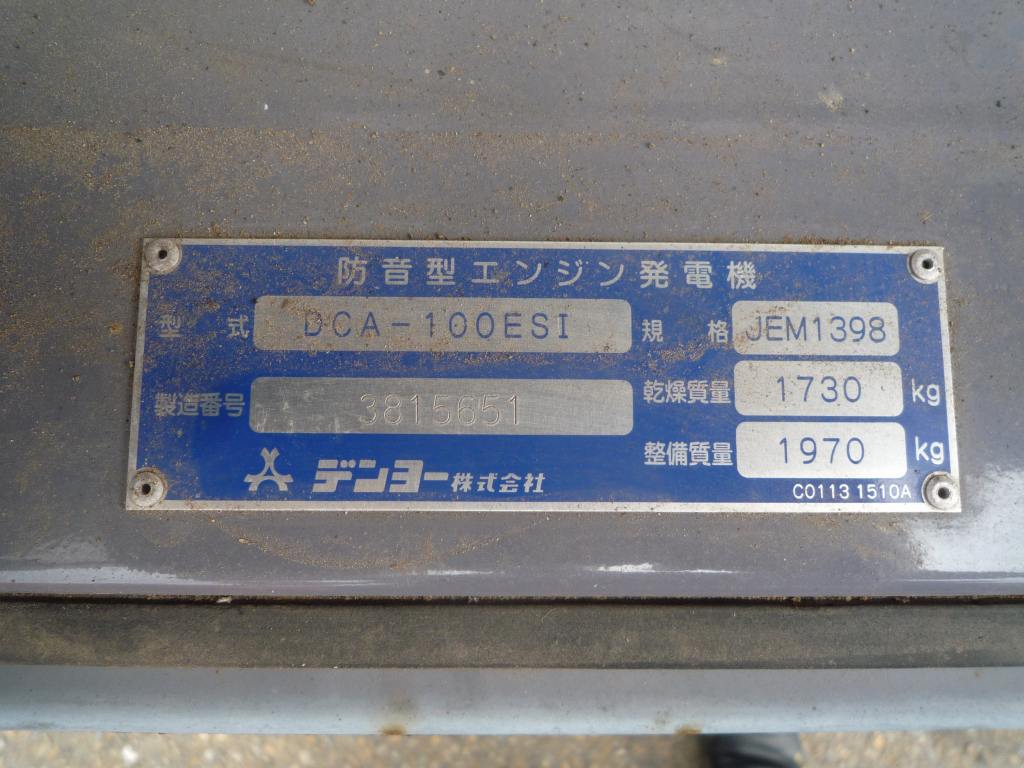 防音型エンジン発電機
型 式 DCA-100ESI 規 格 JEM1398
製造番号 3815651 乾燥質量 1730 kg
整備質量 1970 kg
デンヨー株式会社
C0113 1510A